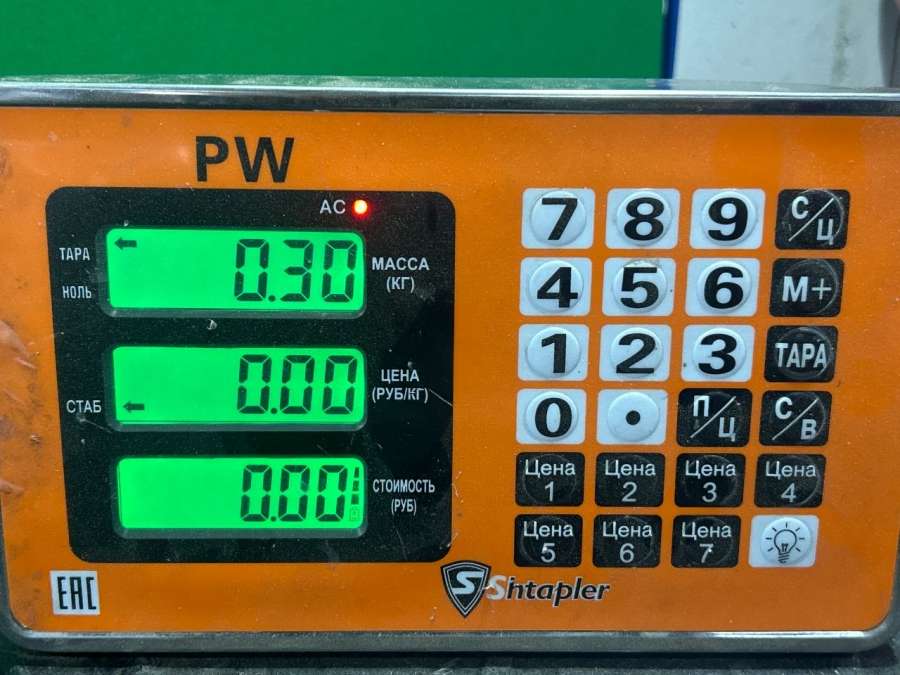 PW
AC
ТАРА
НОЛЬ
0.30
МАССА
(КГ)
СТАБ
0.00
ЦЕНА
(РУБ/КГ)
0.00
СТОИМОСТЬ
(РУБ)
7 8 9 С/Ц
4 5 6 М+
1 2 3 ТАРА
0 • П/Ц С/В
Цена 1 Цена 2 Цена 3 Цена 4
Цена 5 Цена 6 Цена 7
EAC
S Shtapler